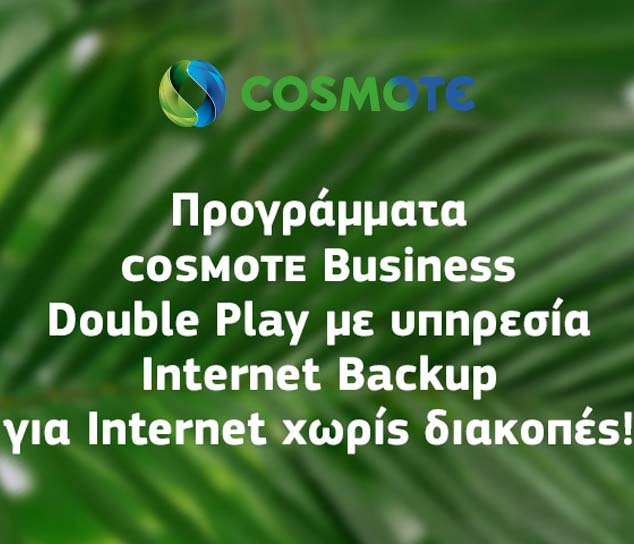 COSMOTE
Προγράμματα
COSMOTE Business
Double Play με υπηρεσία
Internet Backup
για Internet χωρίς διακοπές!